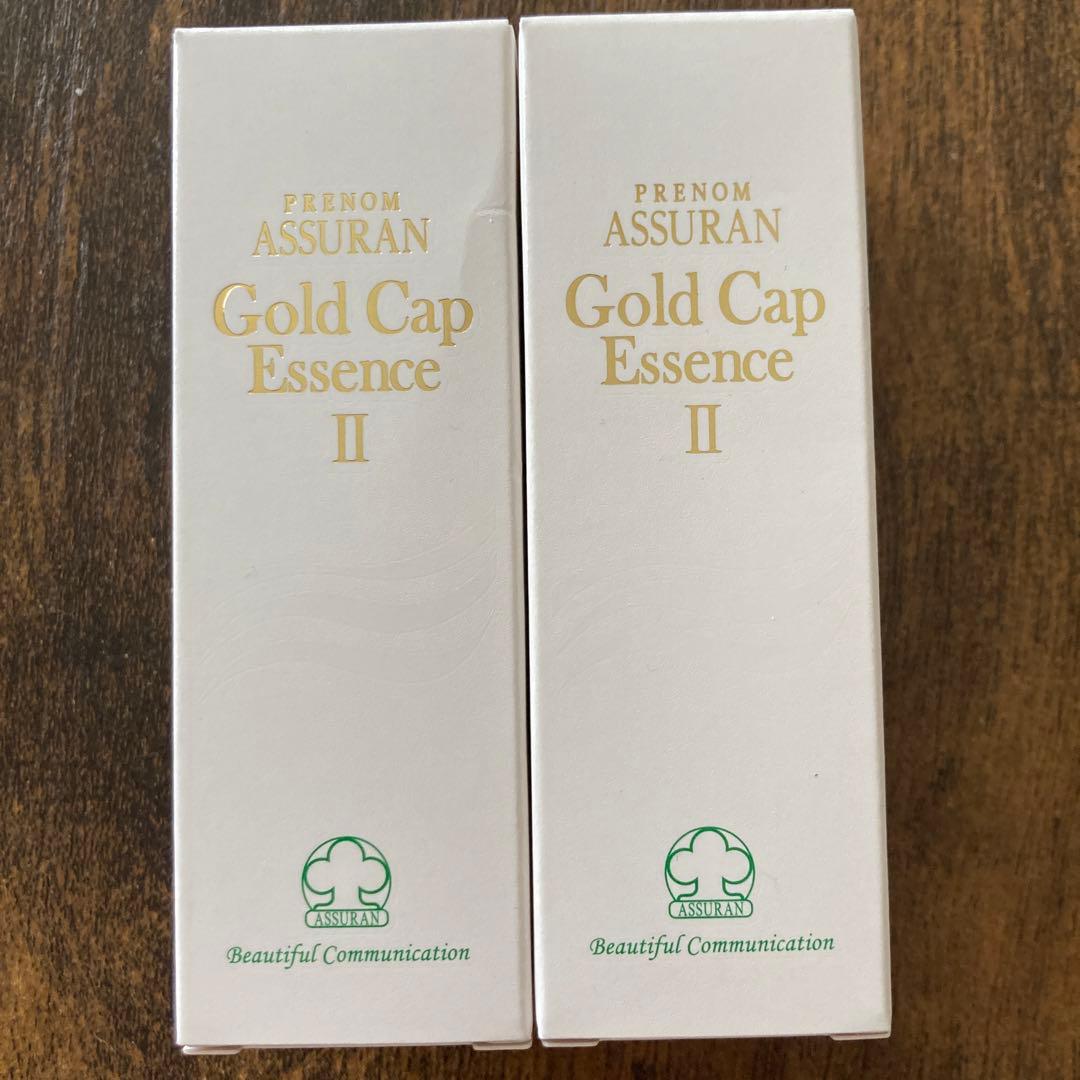 PRENOM
ASSURAN
Gold Cap
Essence
II
ASSURAN
Beautiful Communication
PRENOM
ASSURAN
Gold Cap
Essence
II
ASSURAN
Beautiful Communication